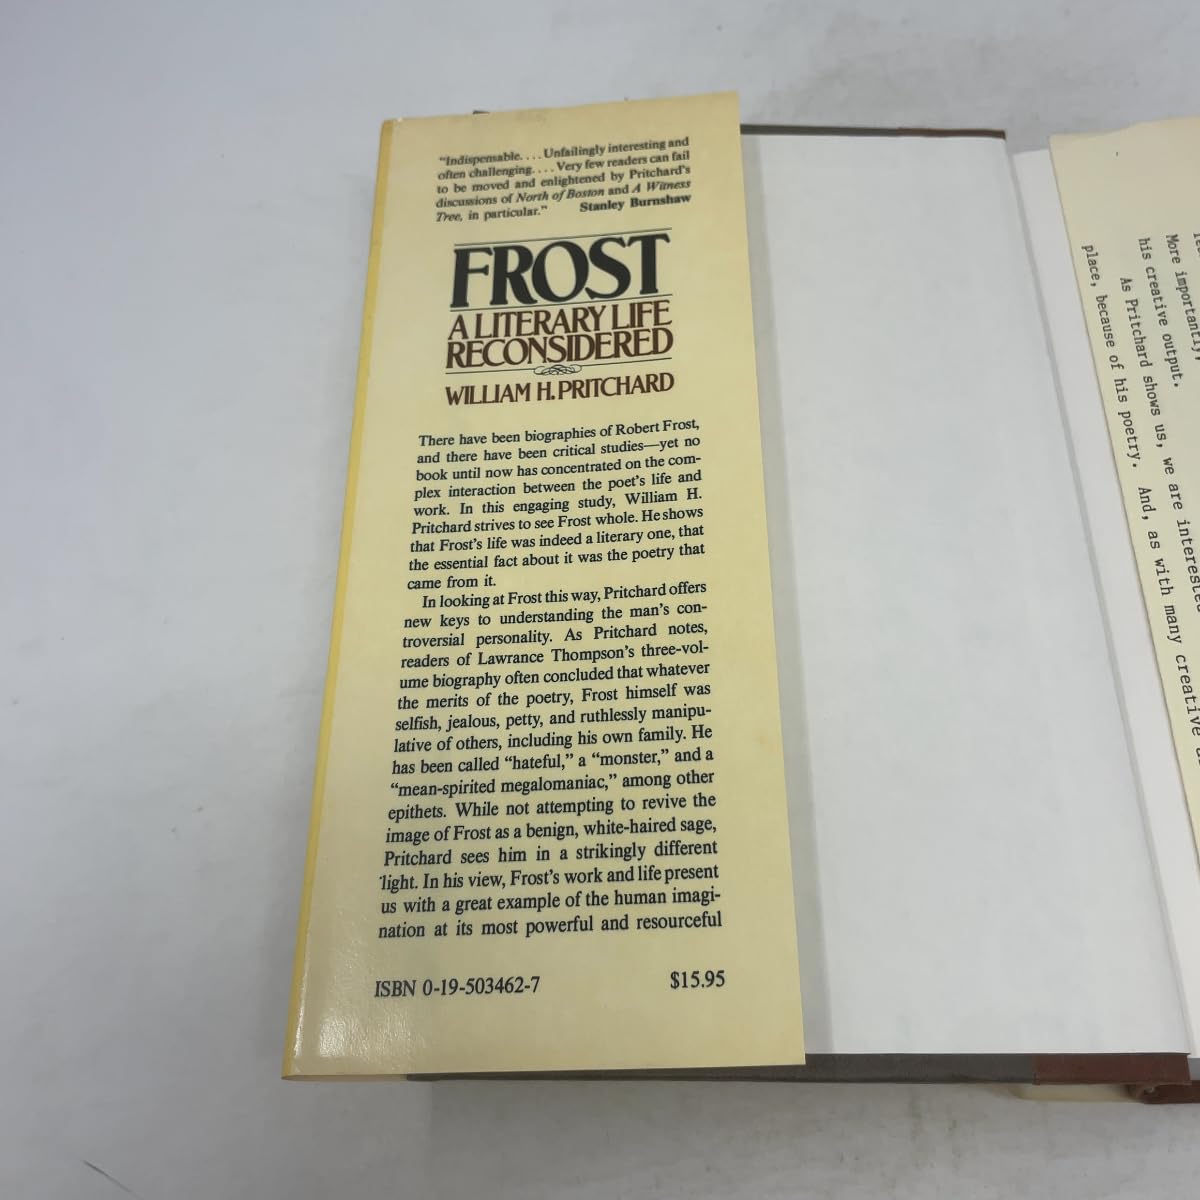 “Indispensable. . . . Unfailingly interesting and
often challenging. . . . Very few readers can fail
to be moved and enlightened by Pritchard's
discussions of North of Boston and A Witness
Tree, in particular.” Stanley Burnshaw
FROST
A LITERARY LIFE
RECONSIDERED
WILLIAM H. PRITCHARD
There have been biographies of Robert Frost,
and there have been critical studies—yet no
book until now has concentrated on the com-
plex interaction between the poet's life and
work. In this engaging study, William H.
Pritchard strives to see Frost whole. He shows
that Frost's life was indeed a literary one, that
the essential fact about it was the poetry that
came from it.
In looking at Frost this way, Pritchard offers
new keys to understanding the man's con-
troversial personality. As Pritchard notes,
readers of Lawrance Thompson's three-vol-
ume biography often concluded that whatever
the merits of the poetry, Frost himself was
selfish, jealous, petty, and ruthlessly manipu-
lative of others, including his own family. He
has been called “hateful,” a “monster,” and a
“mean-spirited megalomaniac,” among other
epithets. While not attempting to revive the
image of Frost as a benign, white-haired sage,
Pritchard sees him in a strikingly different
light. In his view, Frost's work and life present
us with a great example of the human imagi-
nation at its most powerful and resourceful
ISBN 0-19-503462-7 $15.95
More importantly,
his creative output.
As Pritchard shows us, we are interested
place, because of his poetry. And, as with many creative